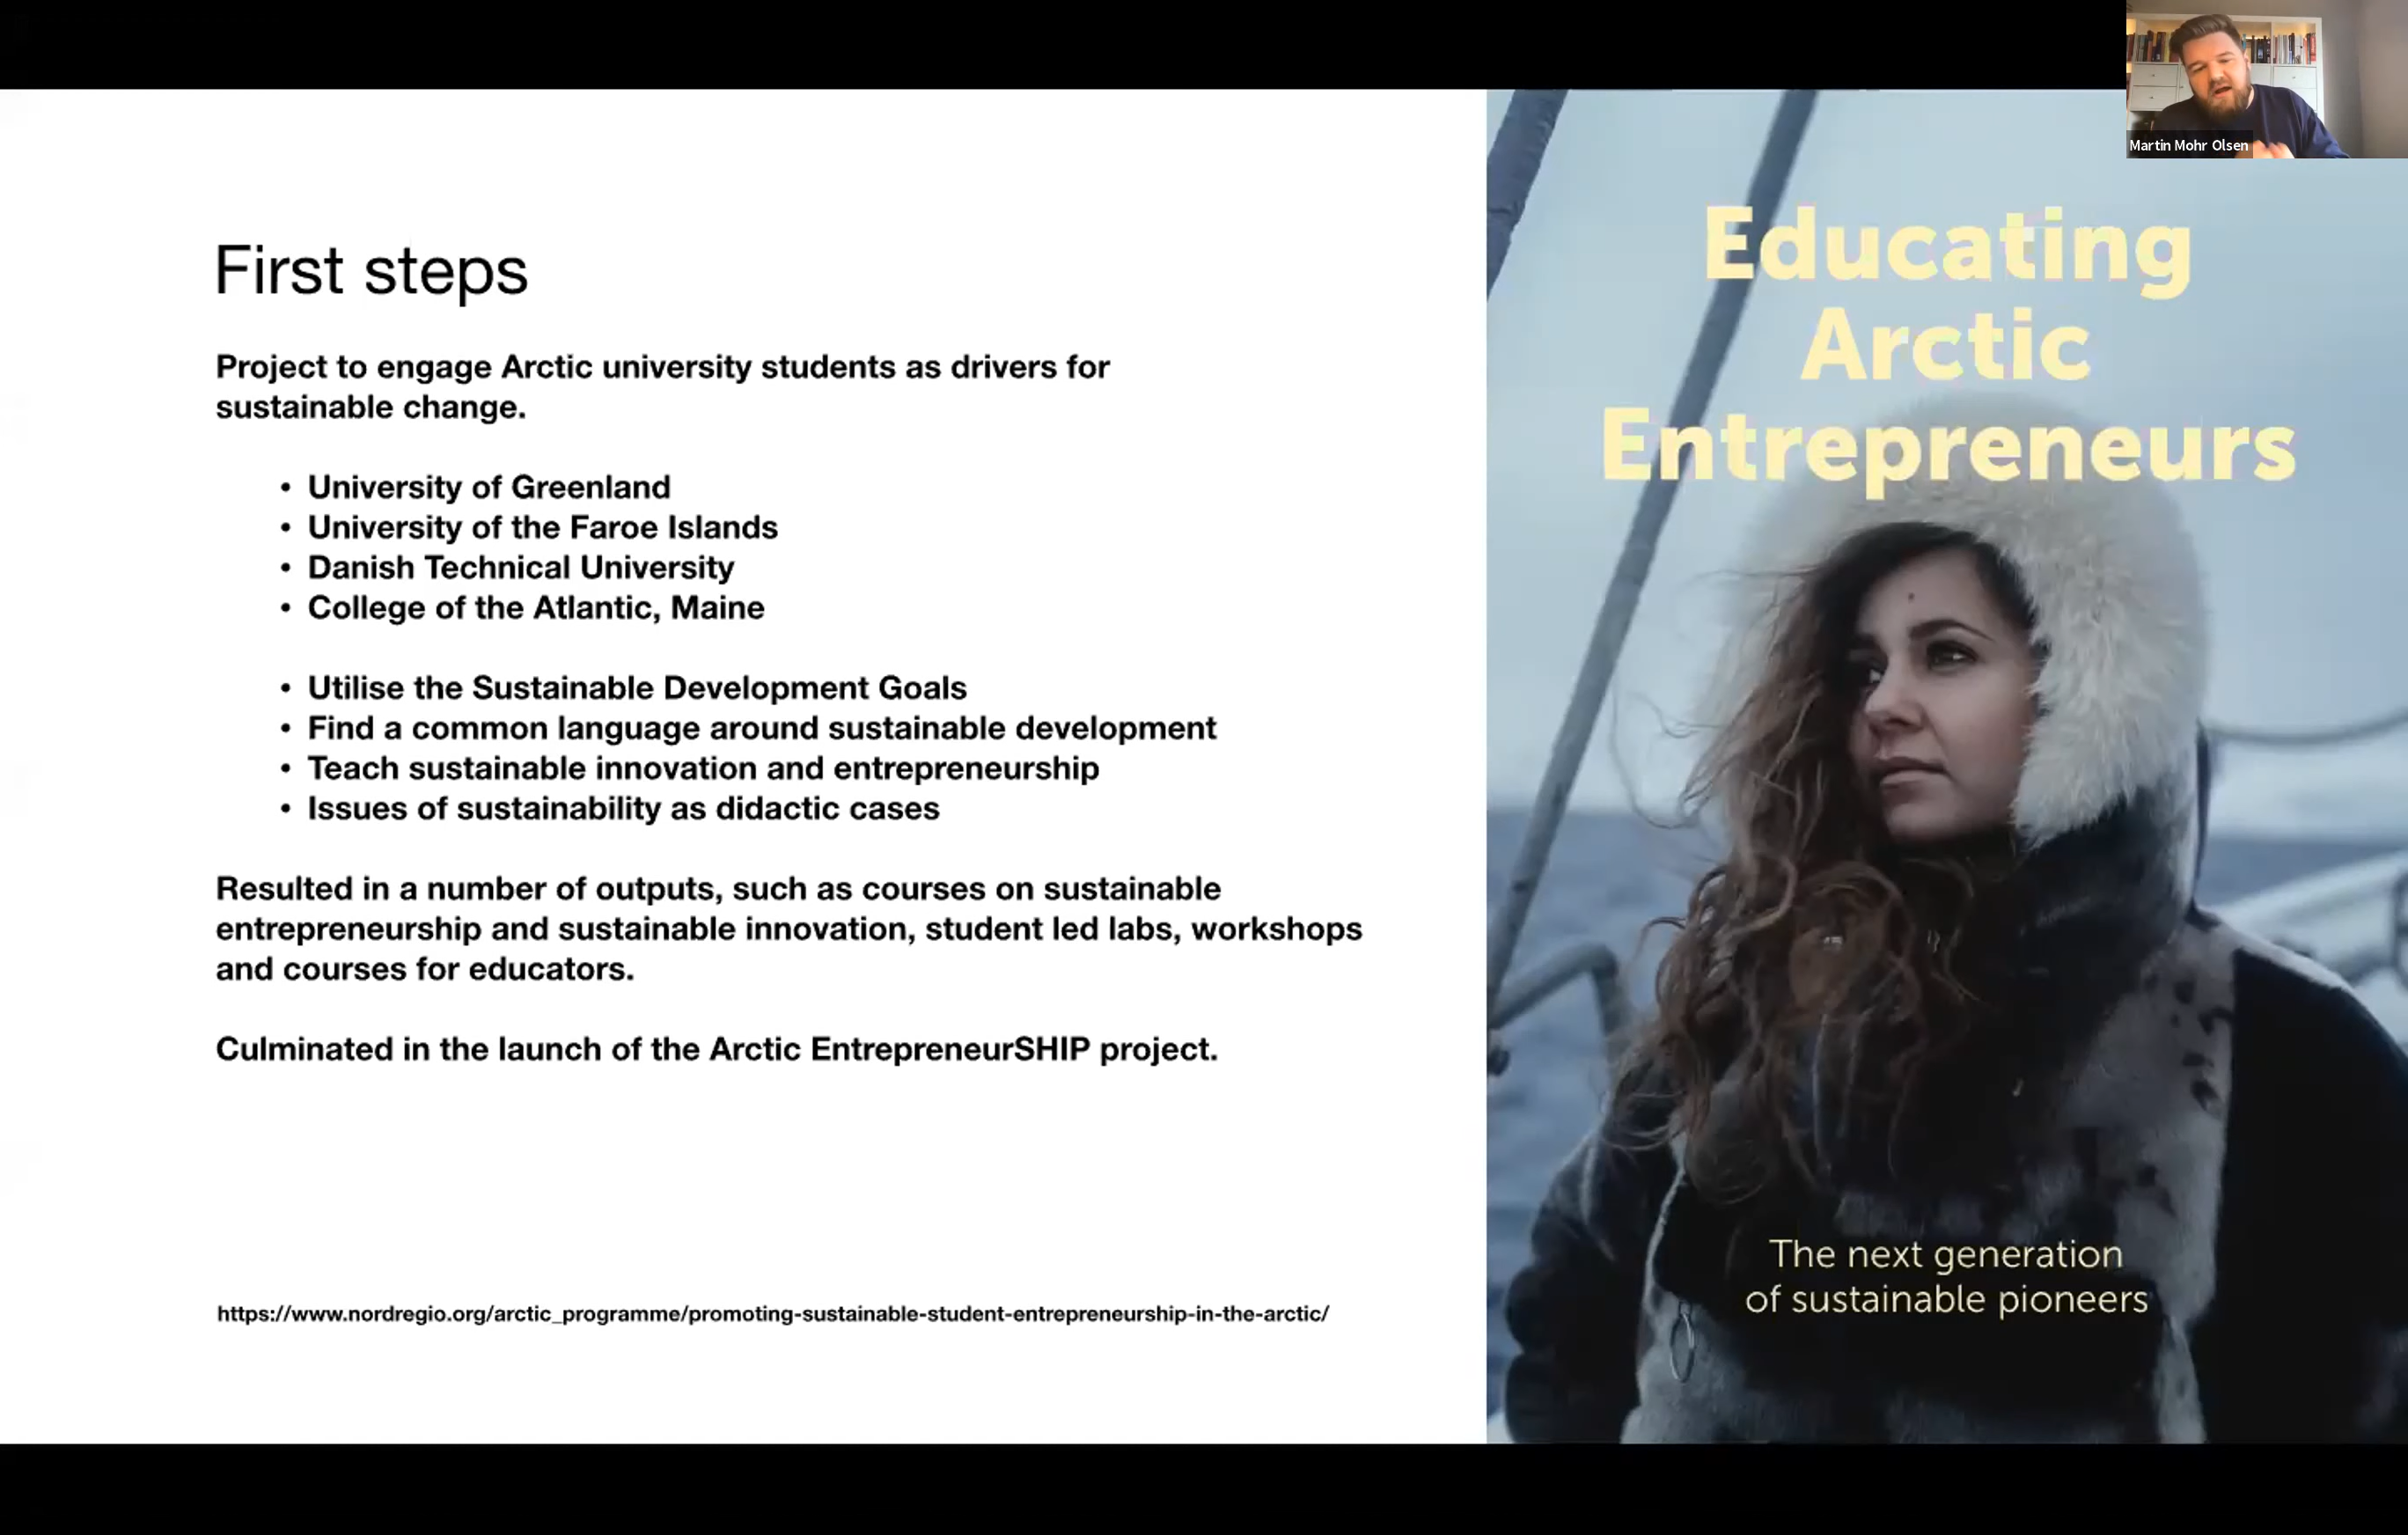 Martin Mohr Olsen
First steps
Project to engage Arctic university students as drivers for
sustainable change.
• University of Greenland
• University of the Faroe Islands
• Danish Technical University
• College of the Atlantic, Maine
• Utilise the Sustainable Development Goals
• Find a common language around sustainable development
• Teach sustainable innovation and entrepreneurship
• Issues of sustainability as didactic cases
Resulted in a number of outputs, such as courses on sustainable
entrepreneurship and sustainable innovation, student led labs, workshops
and courses for educators.
Culminated in the launch of the Arctic EntrepreneurSHIP project.
https://www.nordregio.org/arctic_programme/promoting-sustainable-student-entrepreneurship-in-the-arctic/
Educating
Arctic
Entrepreneurs
The next generation
of sustainable pioneers